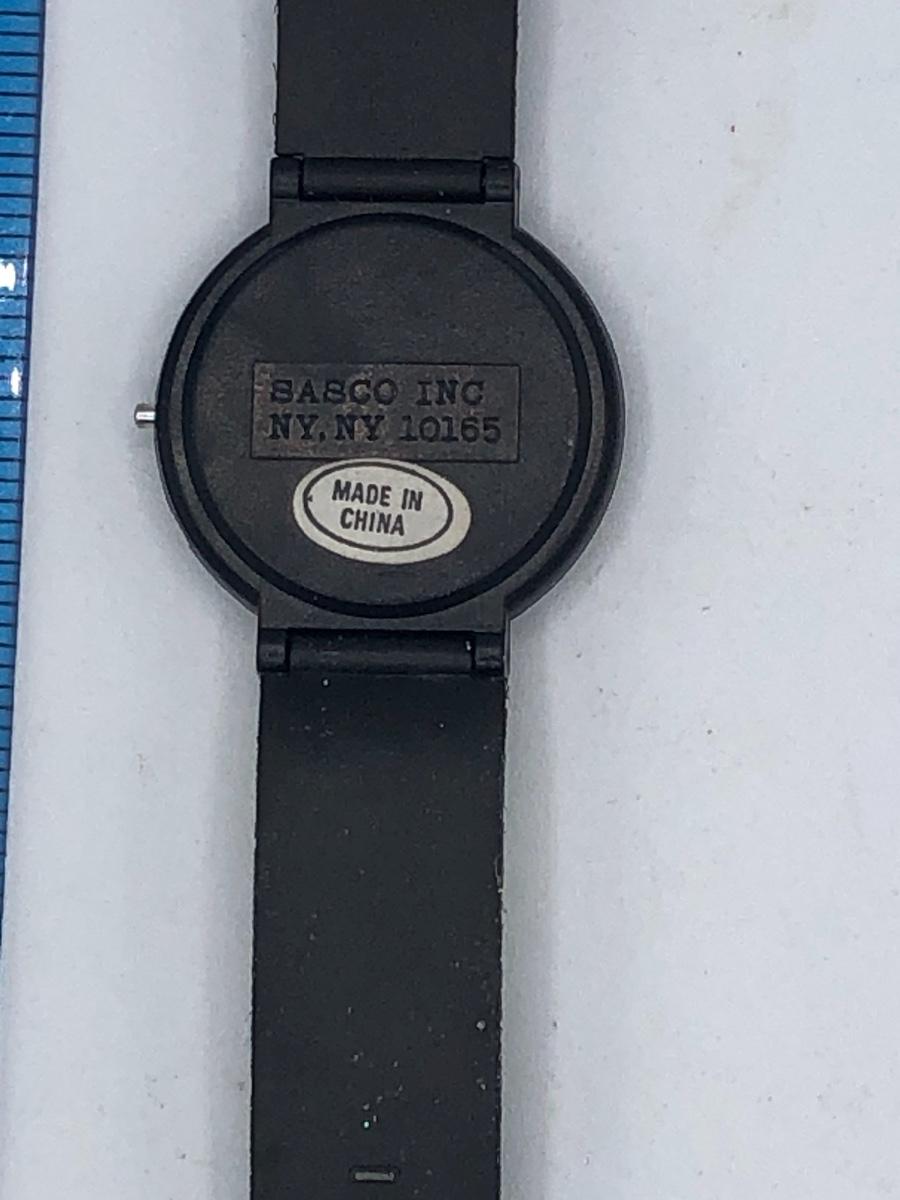 SASCO INC
NY, NY 10165
MADE IN
CHINA